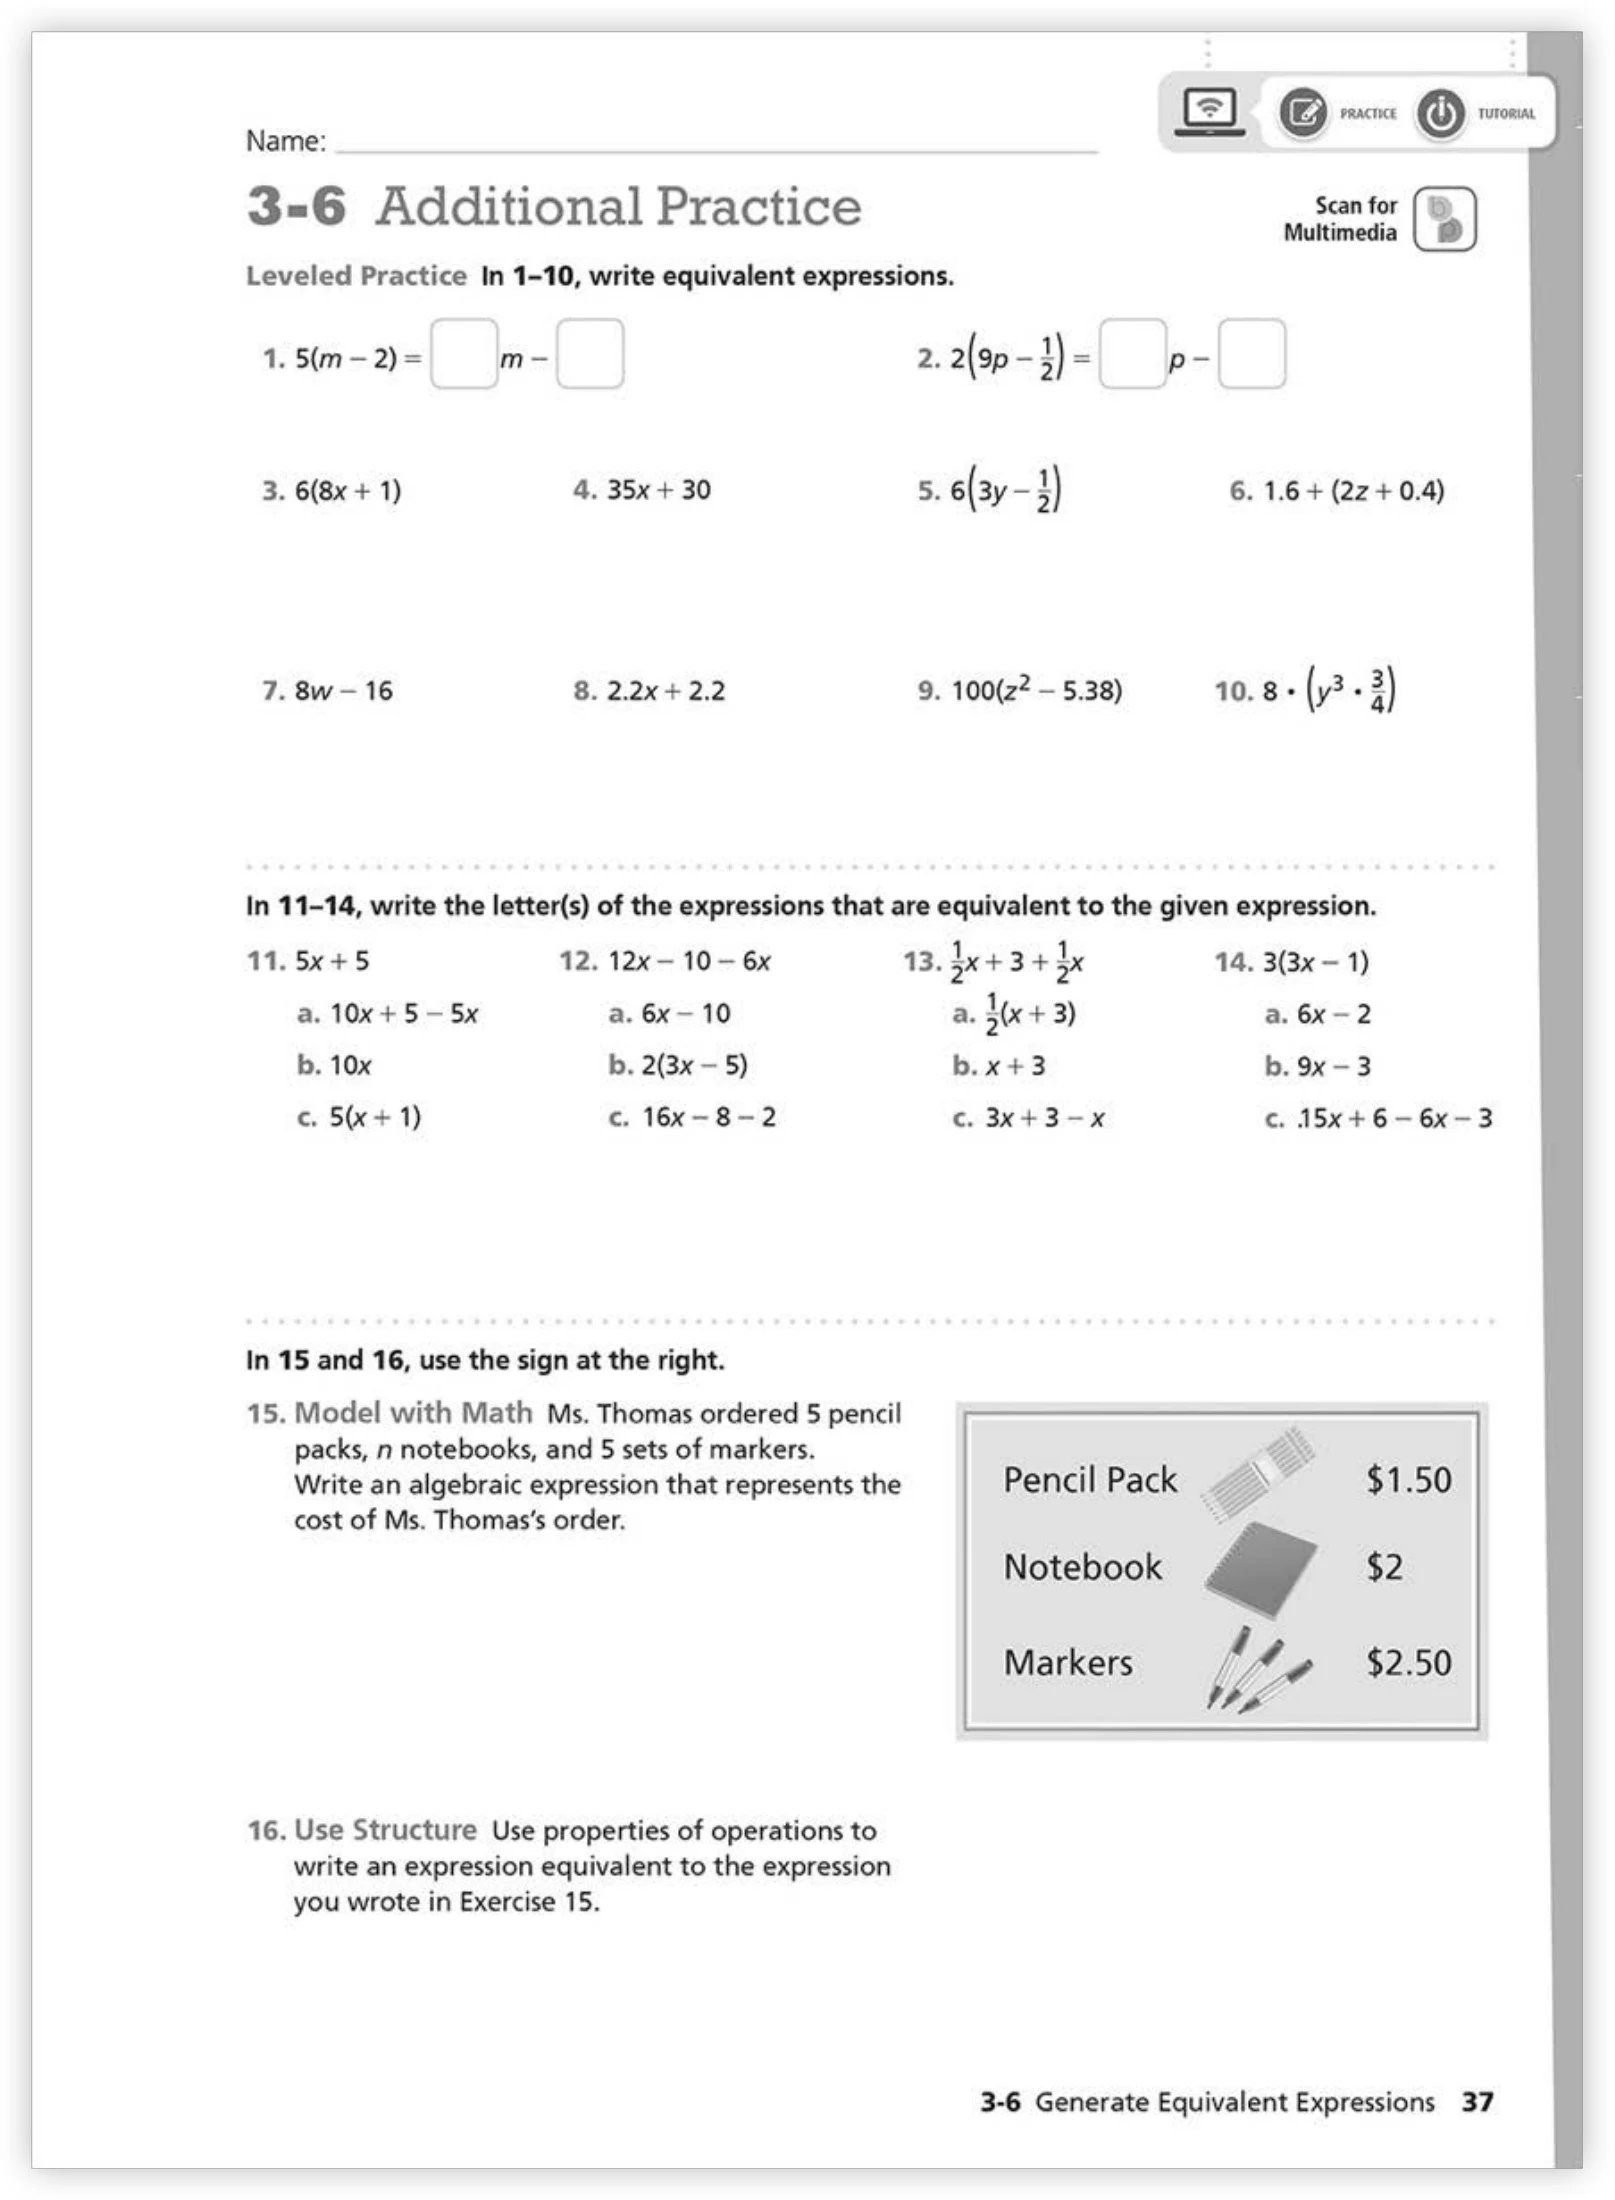 PRACTICE TUTORIAL
Name:
3-6 Additional Practice
Scan for
Multimedia
Leveled Practice In 1–10, write equivalent expressions.
1. 5(m − 2) = m −
2. 2(9p − 1/2) = p −
3. 6(8x + 1)
4. 35x + 30
5. 6(3y − 1/2)
6. 1.6 + (2z + 0.4)
7. 8w − 16
8. 2.2x + 2.2
9. 100(z² − 5.38)
10. 8 • (y³ • 3/4)
In 11–14, write the letter(s) of the expressions that are equivalent to the given expression.
11. 5x + 5
a. 10x + 5 − 5x
b. 10x
c. 5(x + 1)
12. 12x − 10 − 6x
a. 6x − 10
b. 2(3x − 5)
c. 16x − 8 − 2
13. 1/2x + 3 + 1/2x
a. 1/2(x + 3)
b. x + 3
c. 3x + 3 − x
14. 3(3x − 1)
a. 6x − 2
b. 9x − 3
c. .15x + 6 − 6x − 3
In 15 and 16, use the sign at the right.
15. Model with Math Ms. Thomas ordered 5 pencil
packs, n notebooks, and 5 sets of markers.
Write an algebraic expression that represents the
cost of Ms. Thomas's order.
Pencil Pack $1.50
Notebook $2
Markers $2.50
16. Use Structure Use properties of operations to
write an expression equivalent to the expression
you wrote in Exercise 15.
3-6 Generate Equivalent Expressions 37